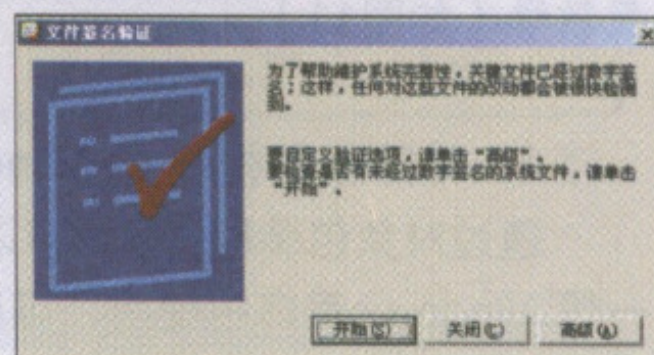 文件签名验证
为了帮助维护系统完整性，关键文件已经过数字签
名；这样，任何对这些文件的改动都会被很快检测
到。
要自定义验证选项，请单击“高级”。
要检查是否有未经过数字签名的系统文件，请单击
“开始”。
开始(S)
关闭(C)
高级(A)